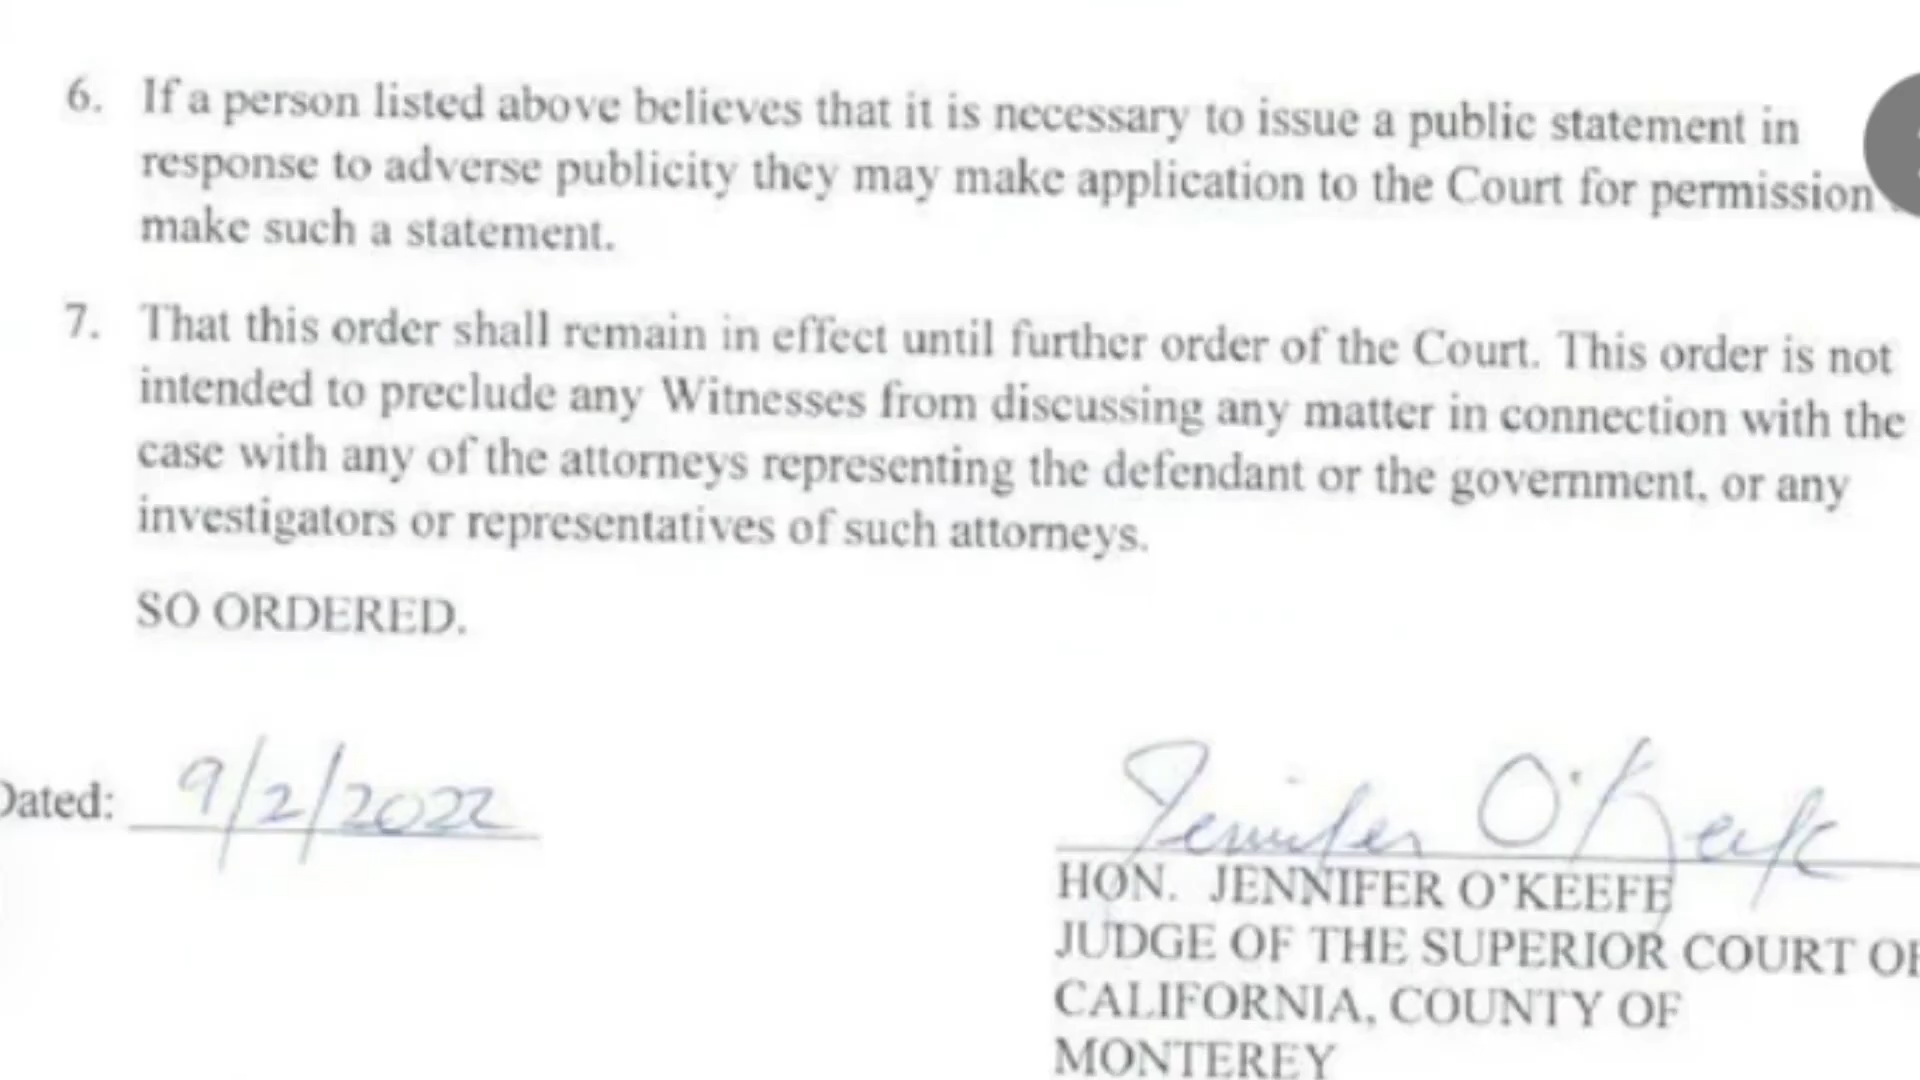 6. If a person listed above believes that it is necessary to issue a public statement in
response to adverse publicity they may make application to the Court for permission
make such a statement.
7. That this order shall remain in effect until further order of the Court. This order is not
intended to preclude any Witnesses from discussing any matter in connection with the
case with any of the attorneys representing the defendant or the government, or any
investigators or representatives of such attorneys.
SO ORDERED.
Dated: 9/2/2022
Jennifer O'Keefe
HON. JENNIFER O'KEEFE
JUDGE OF THE SUPERIOR COURT OF
CALIFORNIA, COUNTY OF
MONTEREY